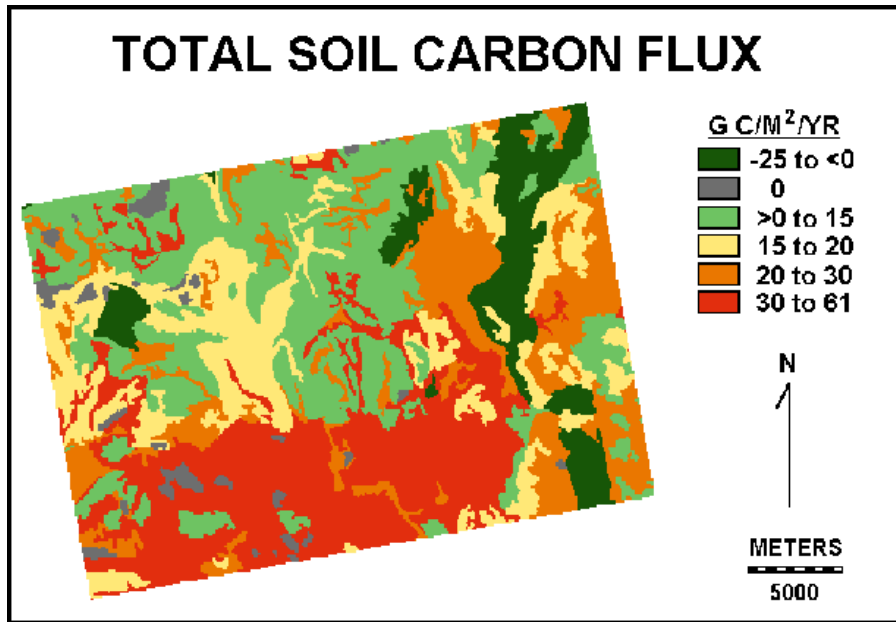 TOTAL SOIL CARBON FLUX
G C/M²/YR
-25 to <0
0
>0 to 15
15 to 20
20 to 30
30 to 61
N
METERS
5000